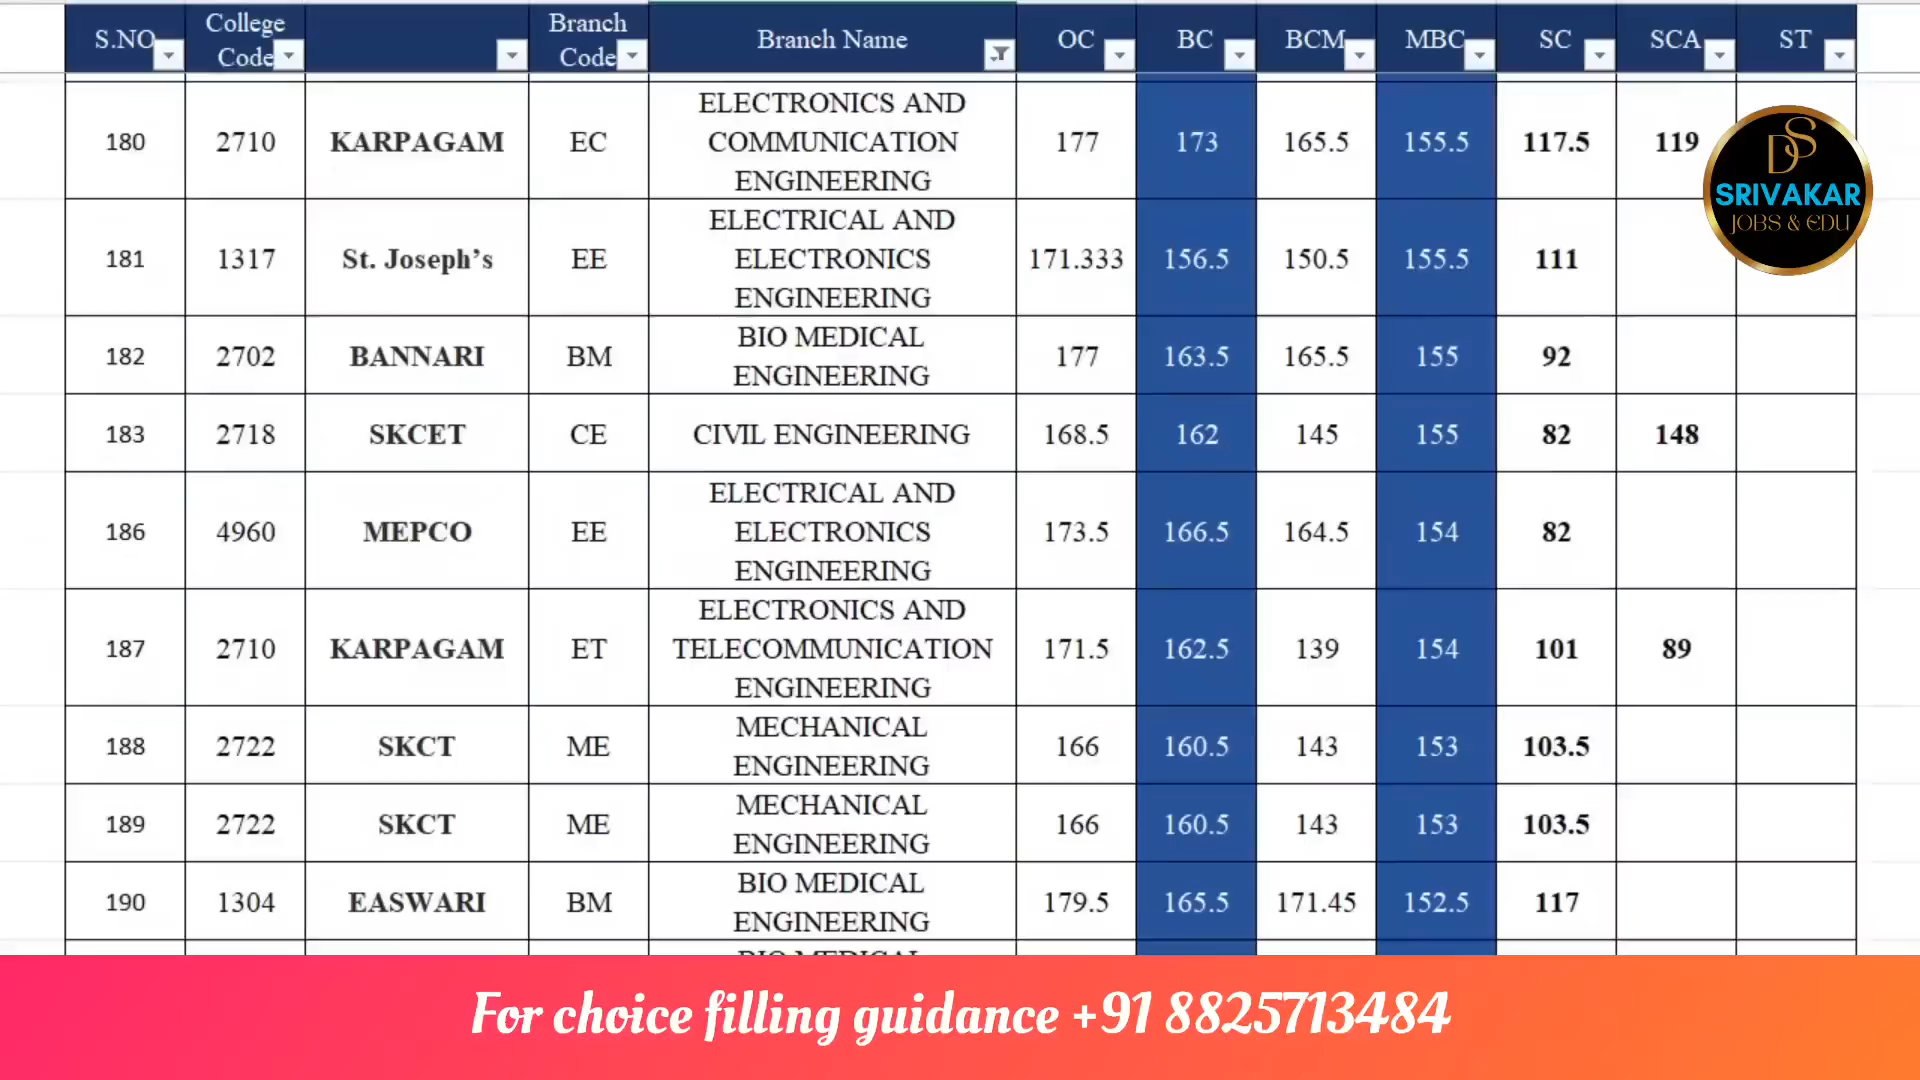 S.NO College Code Branch Code Branch Name OC BC BCM MBC SC SCA ST
180 2710 KARPAGAM EC ELECTRONICS AND COMMUNICATION ENGINEERING 177 173 165.5 155.5 117.5 119
181 1317 St. Joseph’s EE ELECTRICAL AND ELECTRONICS ENGINEERING 171.333 156.5 150.5 155.5 111
182 2702 BANNARI BM BIO MEDICAL ENGINEERING 177 163.5 165.5 155 92
183 2718 SKCET CE CIVIL ENGINEERING 168.5 162 145 155 82 148
186 4960 MEPCO EE ELECTRICAL AND ELECTRONICS ENGINEERING 173.5 166.5 164.5 154 82
187 2710 KARPAGAM ET ELECTRONICS AND TELECOMMUNICATION ENGINEERING 171.5 162.5 139 154 101 89
188 2722 SKCT ME MECHANICAL ENGINEERING 166 160.5 143 153 103.5
189 2722 SKCT ME MECHANICAL ENGINEERING 166 160.5 143 153 103.5
190 1304 EASWARI BM BIO MEDICAL ENGINEERING 179.5 165.5 171.45 152.5 117
DS
SRIVAKAR
JOBS & EDU
For choice filling guidance +91 8825713484